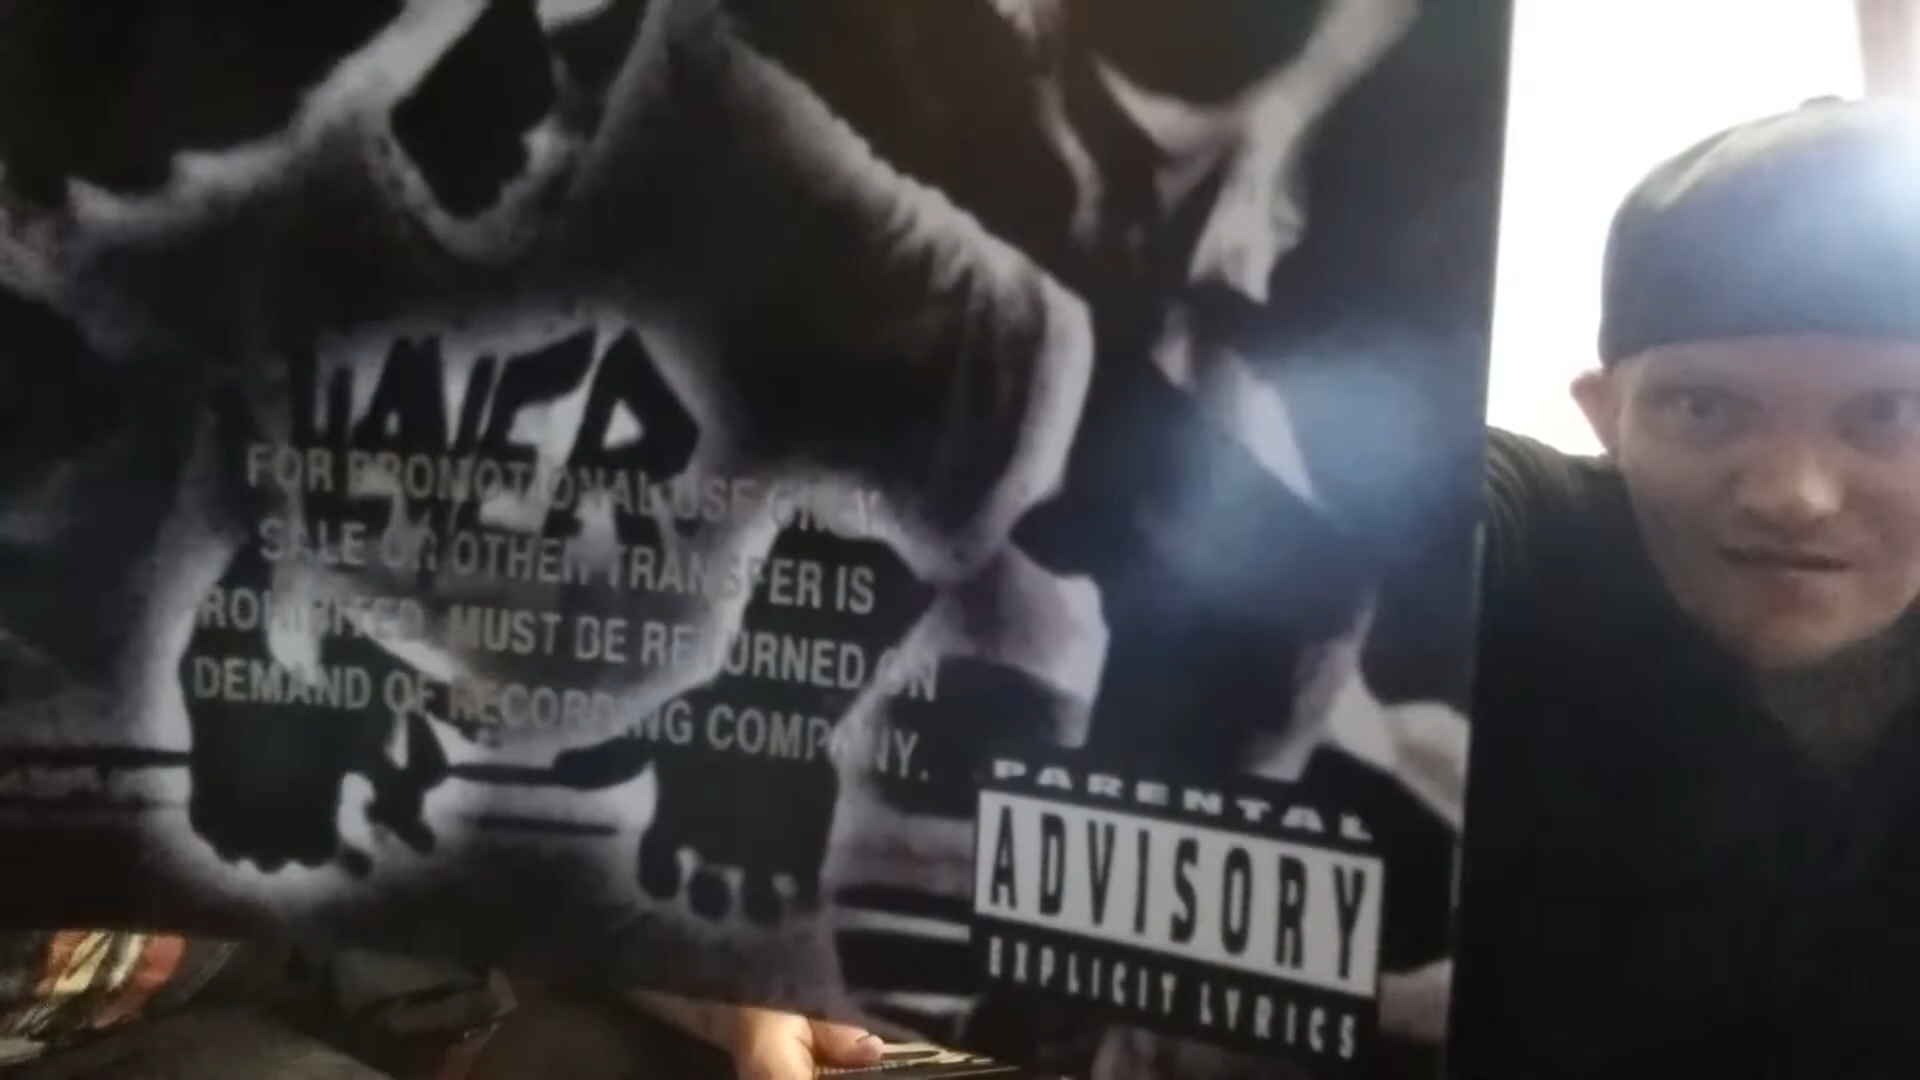 SLAYER
FOR PROMOTIONAL USE ONLY
SALE OR OTHER TRANSFER IS
PROHIBITED. MUST BE RETURNED ON
DEMAND OF RECORDING COMPANY.
PARENTAL
ADVISORY
EXPLICIT LYRICS